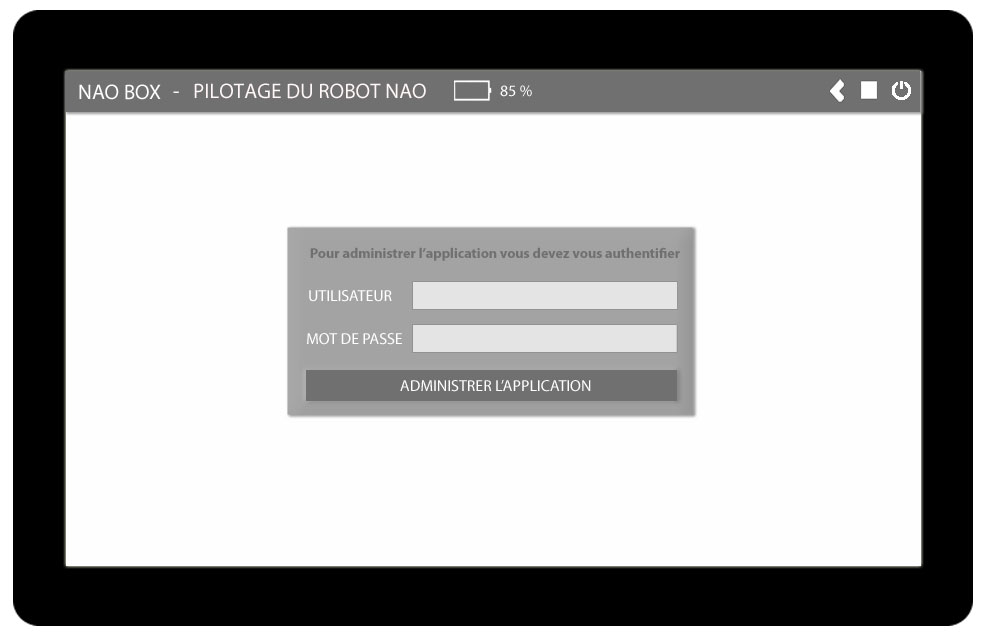 NAO BOX - PILOTAGE DU ROBOT NAO 85 %
Pour administrer l'application vous devez vous authentifier
UTILISATEUR
MOT DE PASSE
ADMINISTRER L'APPLICATION